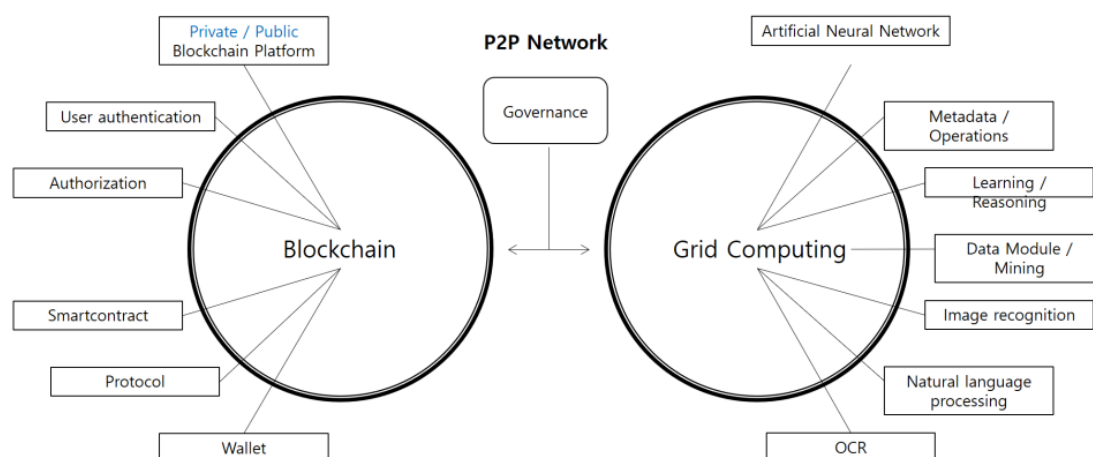 Private / Public
Blockchain Platform
User authentication
Authorization
Blockchain
Smartcontract
Protocol
Wallet
P2P Network
Governance
Artificial Neural Network
Metadata /
Operations
Learning /
Reasoning
Grid Computing
Data Module /
Mining
Image recognition
Natural language
processing
OCR